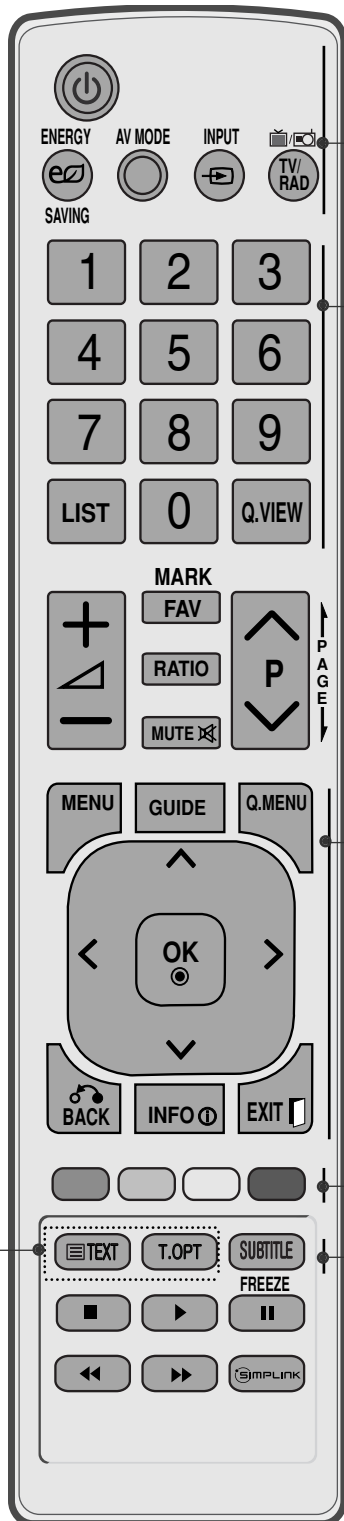 ENERGY AV MODE INPUT
TV/
RAD
SAVING
1 2 3
4 5 6
7 8 9
LIST 0 Q.VIEW
MARK
FAV
RATIO P
MUTE
PAGE
MENU GUIDE Q.MENU
OK
BACK INFO EXIT
TEXT T.OPT SUBTITLE
FREEZE
SIMPLINK